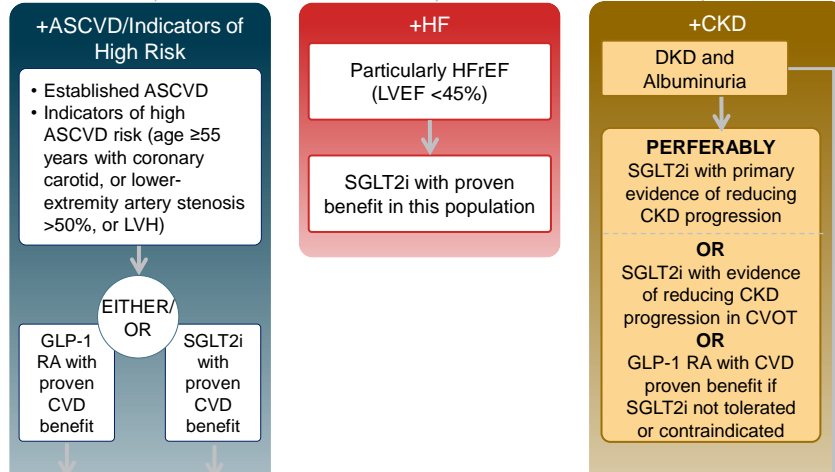 +ASCVD/Indicators of
High Risk
• Established ASCVD
• Indicators of high
ASCVD risk (age ≥55
years with coronary
carotid, or lower-
extremity artery stenosis
>50%, or LVH)
EITHER/
OR
GLP-1
RA with
proven
CVD
benefit
SGLT2i
with
proven
CVD
benefit
+HF
Particularly HFrEF
(LVEF <45%)
SGLT2i with proven
benefit in this population
+CKD
DKD and
Albuminuria
PERFERABLY
SGLT2i with primary
evidence of reducing
CKD progression
OR
SGLT2i with evidence
of reducing CKD
progression in CVOT
OR
GLP-1 RA with CVD
proven benefit if
SGLT2i not tolerated
or contraindicated